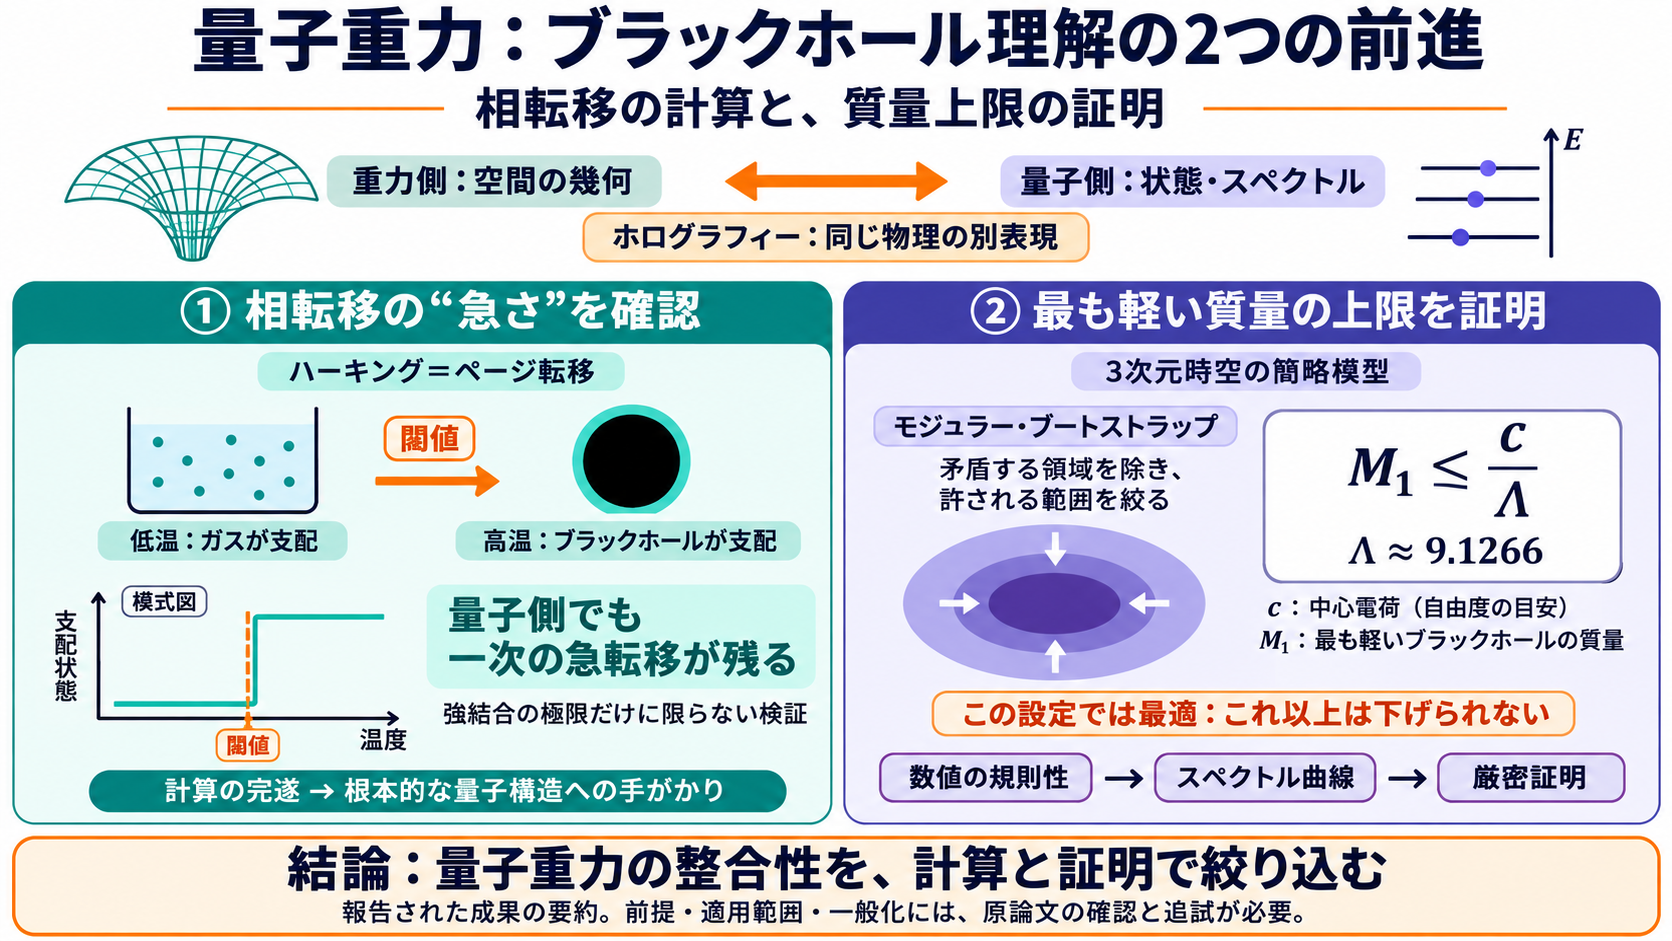 量子重力：ブラックホール理解の2つの前進
相転移の計算と、質量上限の証明
重力側：空間の幾何
量子側：状態・スペクトル
E
ホログラフィー：同じ物理の別表現
① 相転移の“急さ”を確認
ハーキング＝ページ転移
閾値
低温：ガスが支配
高温：ブラックホールが支配
模式図
支配状態
閾値
温度
量子側でも
一次の急転移が残る
強結合の極限だけに限らない検証
計算の完遂 → 根本的な量子構造への手がかり
② 最も軽い質量の上限を証明
3次元時空の簡略模型
モジュラー・ブートストラップ
矛盾する領域を除き、
許される範囲を絞る
M₁ ≤ c/Λ
Λ ≈ 9.1266
c：中心電荷（自由度の目安）
M₁：最も軽いブラックホールの質量
この設定では最適：これ以上は下げられない
数値の規則性 → スペクトル曲線 → 厳密証明
結論：量子重力の整合性を、計算と証明で絞り込む
報告された成果の要約。前提・適用範囲・一般化には、原論文の確認と追試が必要。